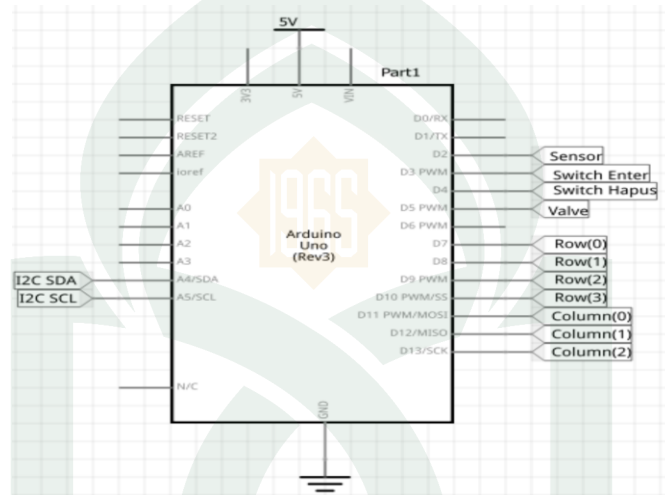 5V
Part1
3V3
5V
VIN
RESET
RESET2
AREF
ioref
A0
A1
A2
A3
A4/SDA
A5/SCL
N/C
I2C SDA
I2C SCL
1965
Arduino
Uno
(Rev3)
D0/RX
D1/TX
D2
D3 PWM
D4
D5 PWM
D6 PWM
D7
D8
D9 PWM
D10 PWM/SS
D11 PWM/MOSI
D12/MISO
D13/SCK
Sensor
Switch Enter
Switch Hapus
Valve
Row(0)
Row(1)
Row(2)
Row(3)
Column(0)
Column(1)
Column(2)
GND